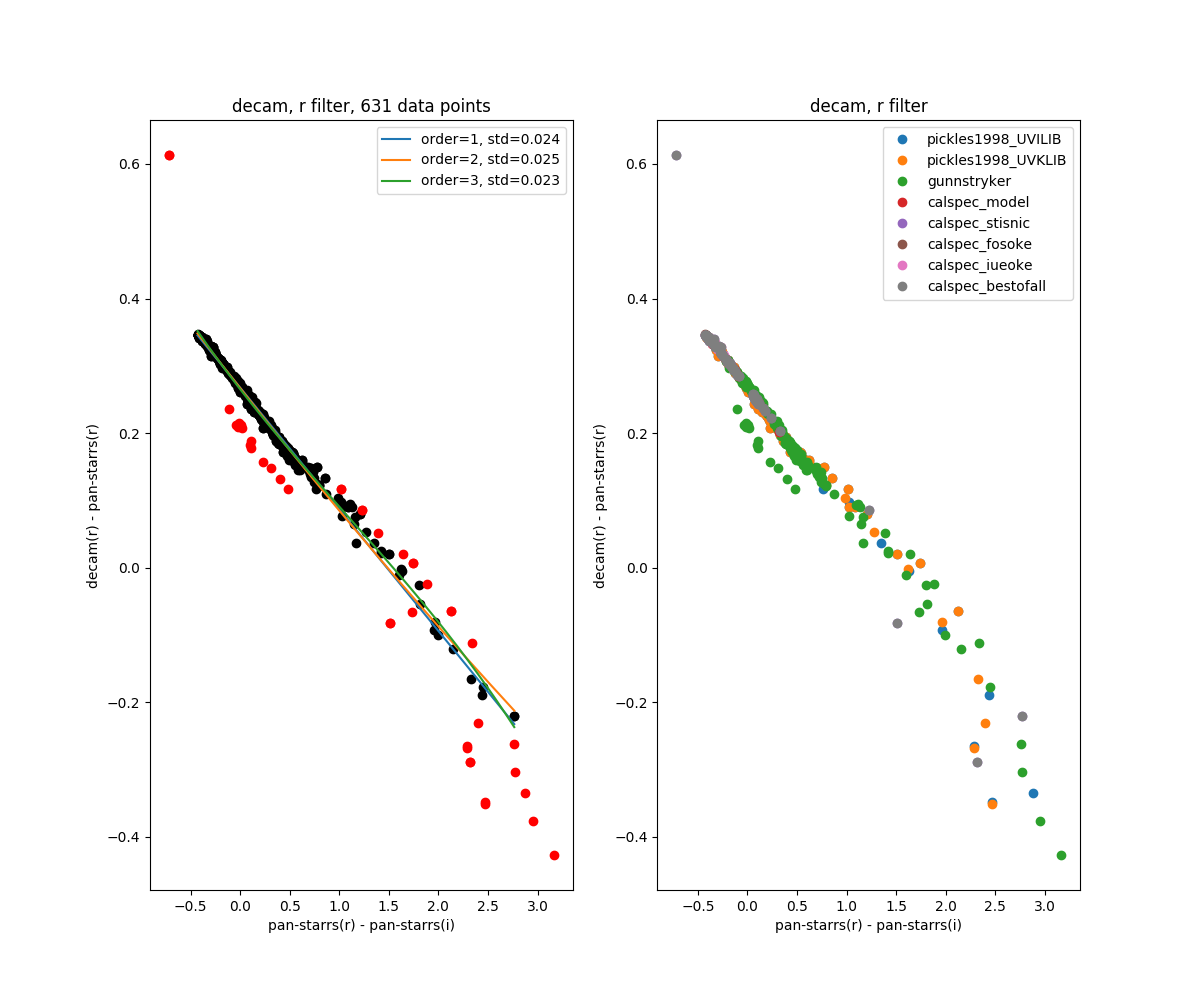 decam, r filter, 631 data points
order=1, std=0.024
order=2, std=0.025
order=3, std=0.023
0.6
0.4
0.2
0.0
−0.2
−0.4
decam(r) - pan-starrs(r)
−0.5 0.0 0.5 1.0 1.5 2.0 2.5 3.0
pan-starrs(r) - pan-starrs(i)
decam, r filter
pickles1998_UVILIB
pickles1998_UVKLIB
gunnstryker
calspec_model
calspec_stisnic
calspec_fosoke
calspec_iueoke
calspec_bestofall
0.6
0.4
0.2
0.0
−0.2
−0.4
decam(r) - pan-starrs(r)
−0.5 0.0 0.5 1.0 1.5 2.0 2.5 3.0
pan-starrs(r) - pan-starrs(i)